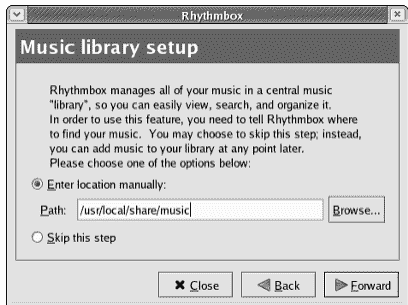 Rhythmbox
Music library setup
Rhythmbox manages all of your music in a central music
"library", so you can easily view, search, and organize it.
In order to use this feature, you need to tell Rhythmbox where
to find your music. You may choose to skip this step; instead,
you can add music to your library at any point later.
Please choose one of the options below:
Enter location manually:
Path: /usr/local/share/music Browse...
Skip this step
Close Back Forward